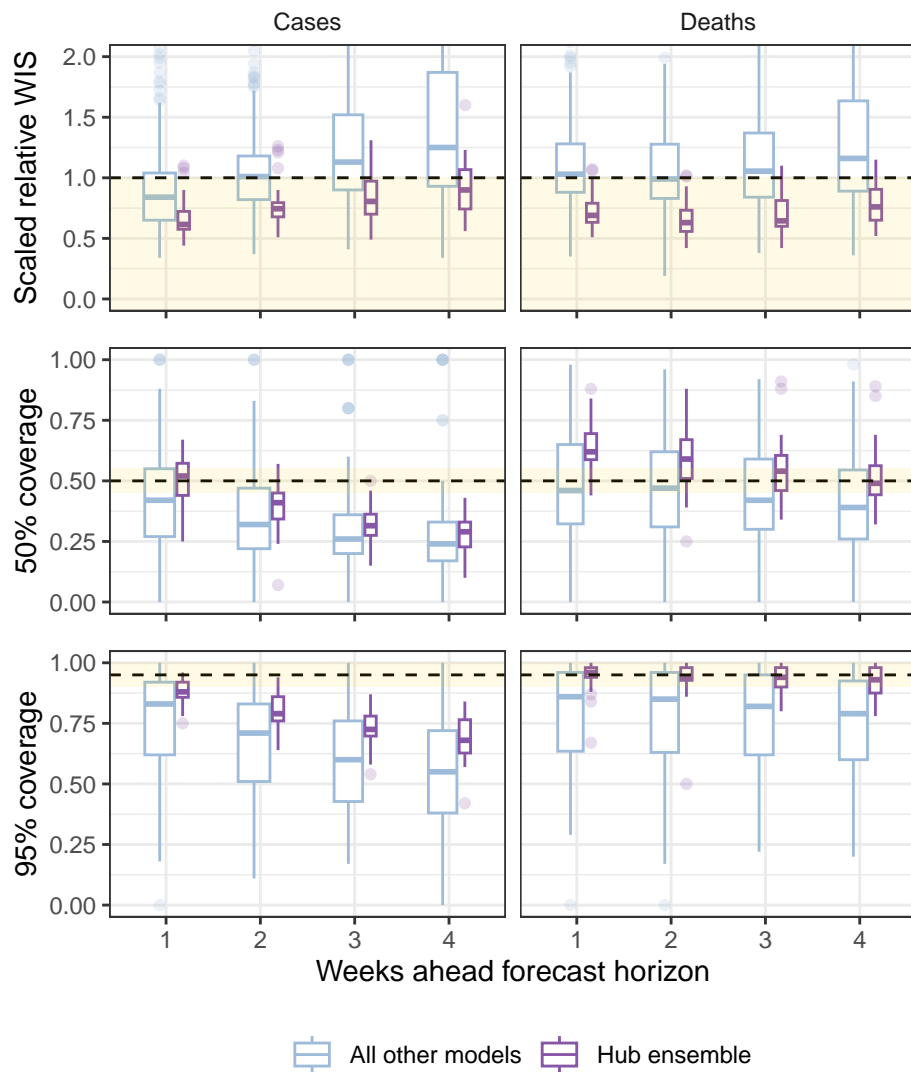 Cases Deaths
Scaled relative WIS
2.0
1.5
1.0
0.5
0.0
50% coverage
1.00
0.75
0.50
0.25
0.00
95% coverage
1.00
0.75
0.50
0.25
0.00
1 2 3 4 1 2 3 4
Weeks ahead forecast horizon
All other models Hub ensemble